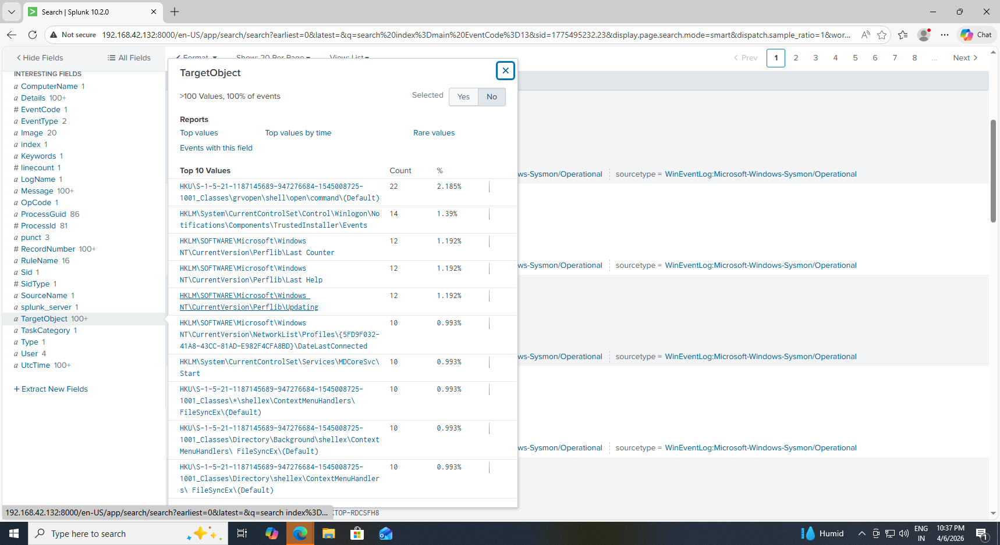 Search | Splunk 10.2.0
Not secure 192.168.42.132:8000/en-US/app/search/search?earliest=0&latest=&q=search%20index%3Dmain%20EventCode%3D13&sid=1775495232.23&display.page.search.mode=smart&dispatch.sample_ratio=1&wor...
Chat
Hide Fields
All Fields
Format
Show: 20 Per Page
View: List
Prev 1 2 3 4 5 6 7 8 ... Next
INTERESTING FIELDS
a ComputerName 1
a Details 100+
# EventCode 1
a EventType 2
a Image 20
a index 1
a Keywords 1
# linecount 1
a LogName 1
a Message 100+
a OpCode 1
a ProcessGuid 86
# ProcessId 81
a punct 3
# RecordNumber 100+
a RuleName 16
a Sid 1
# SidType 1
a SourceName 1
a splunk_server 1
a TargetObject 100+
a TaskCategory 1
a Type 1
a User 4
a UtcTime 100+
+ Extract New Fields
TargetObject
>100 Values, 100% of events
Selected Yes No
Reports
Top values Top values by time Rare values
Events with this field
Top 10 Values Count %
HKU\S-1-5-21-1187145689-947276684-1545008725- 22 2.185%
1001_Classes\grvopen\shell\open\command\(Default)
HKLM\System\CurrentControlSet\Control\Winlogon\No 14 1.39%
tifications\Components\TrustedInstaller\Events
HKLM\SOFTWARE\Microsoft\Windows 12 1.192%
NT\CurrentVersion\Perflib\Last Counter
HKLM\SOFTWARE\Microsoft\Windows 12 1.192%
NT\CurrentVersion\Perflib\Last Help
HKLM\SOFTWARE\Microsoft\Windows 12 1.192%
NT\CurrentVersion\Perflib\Updating
HKLM\SOFTWARE\Microsoft\Windows 10 0.993%
NT\CurrentVersion\NetworkList\Profiles\{5FD9F032-
41A8-43CC-81AD-E982F4CFA8BD}\DateLastConnected
HKLM\System\CurrentControlSet\Services\MDCoreSvc\ 10 0.993%
Start
HKU\S-1-5-21-1187145689-947276684-1545008725- 10 0.993%
1001_Classes\*\shellex\ContextMenuHandlers\
FileSyncEx\(Default)
HKU\S-1-5-21-1187145689-947276684-1545008725- 10 0.993%
1001_Classes\Directory\Background\shellex\Context
MenuHandlers\ FileSyncEx\(Default)
HKU\S-1-5-21-1187145689-947276684-1545008725- 10 0.993%
1001_Classes\Directory\shellex\ContextMenuHandler
s\ FileSyncEx\(Default)
ws-Sysmon/Operational sourcetype = WinEventLog:Microsoft-Windows-Sysmon/Operational
ws-Sysmon/Operational sourcetype = WinEventLog:Microsoft-Windows-Sysmon/Operational
ws-Sysmon/Operational sourcetype = WinEventLog:Microsoft-Windows-Sysmon/Operational
ws-Sysmon/Operational sourcetype = WinEventLog:Microsoft-Windows-Sysmon/Operational
192.168.42.132:8000/en-US/app/search/search?earliest=0&latest=&q=search index%3D...
TOP-RDCSFH8
Type here to search
Humid
ENG
IN
10:37 PM
4/6/2026
1